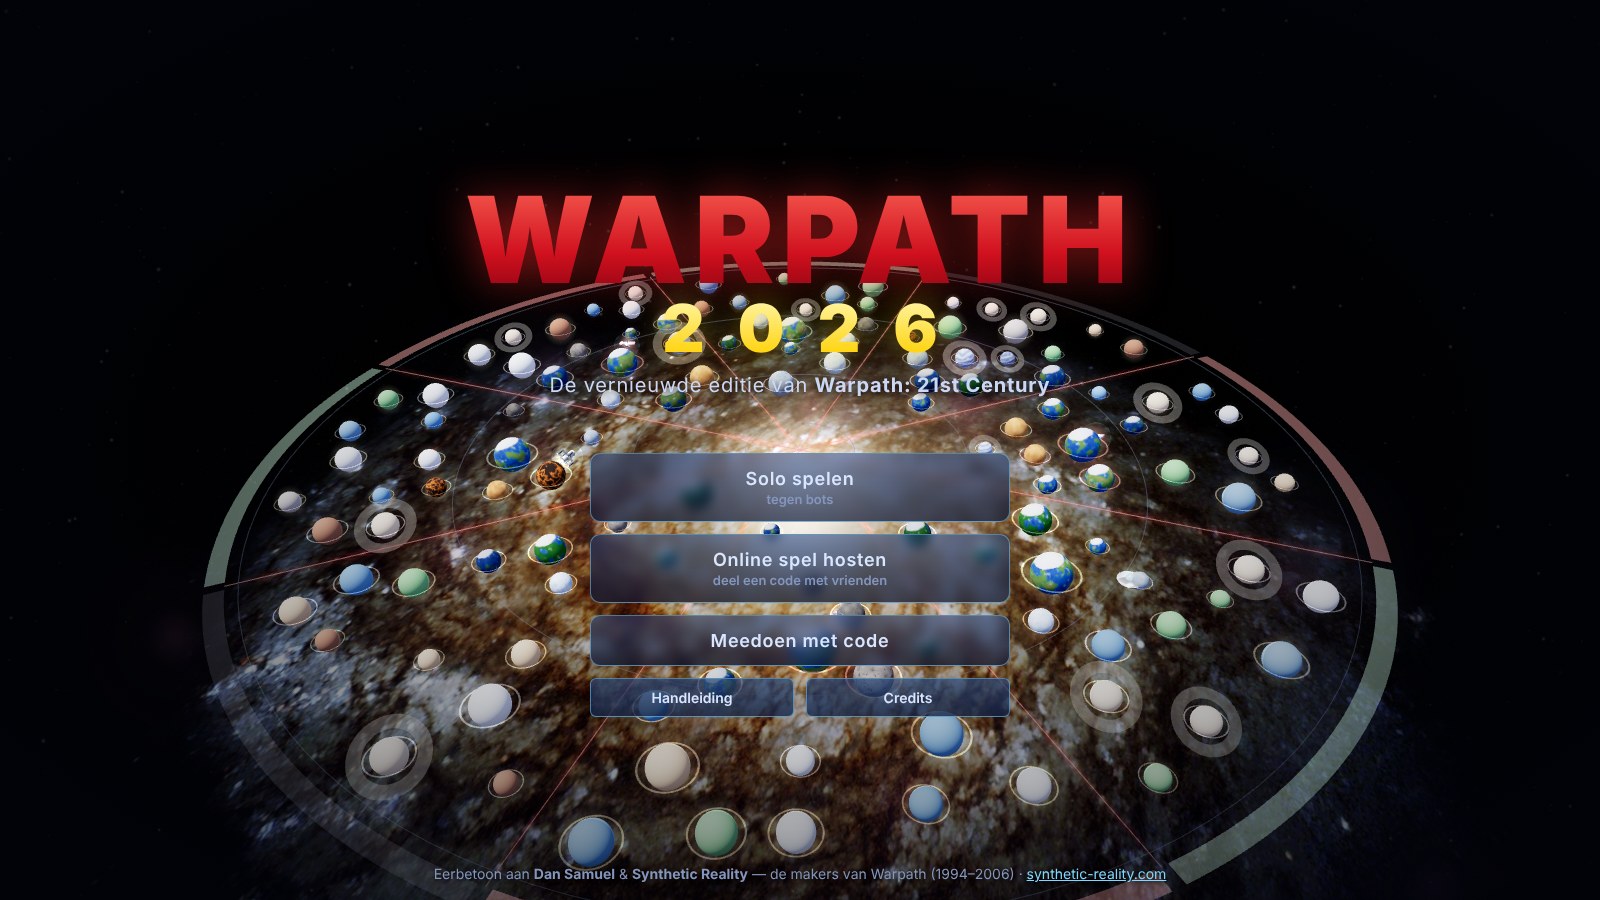 WARPATH
2026
De vernieuwde editie van Warpath: 21st Century
Solo spelen
tegen bots
Online spel hosten
deel een code met vrienden
Meedoen met code
Handleiding
Credits
Eerbetoon aan Dan Samuel & Synthetic Reality — de makers van Warpath (1994–2006) · synthetic-reality.com